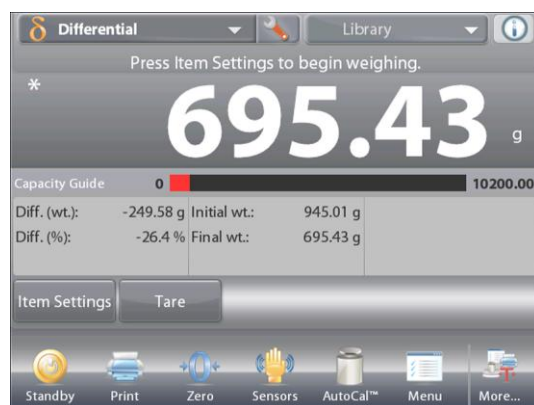 δ Differential Library
Press Item Settings to begin weighing.
*
695.43 g
Capacity Guide 0 10200.00
Diff. (wt.): -249.58 g Initial wt.: 945.01 g
Diff. (%): -26.4 % Final wt.: 695.43 g
Item Settings Tare
Standby Print Zero Sensors AutoCal™ Menu More...